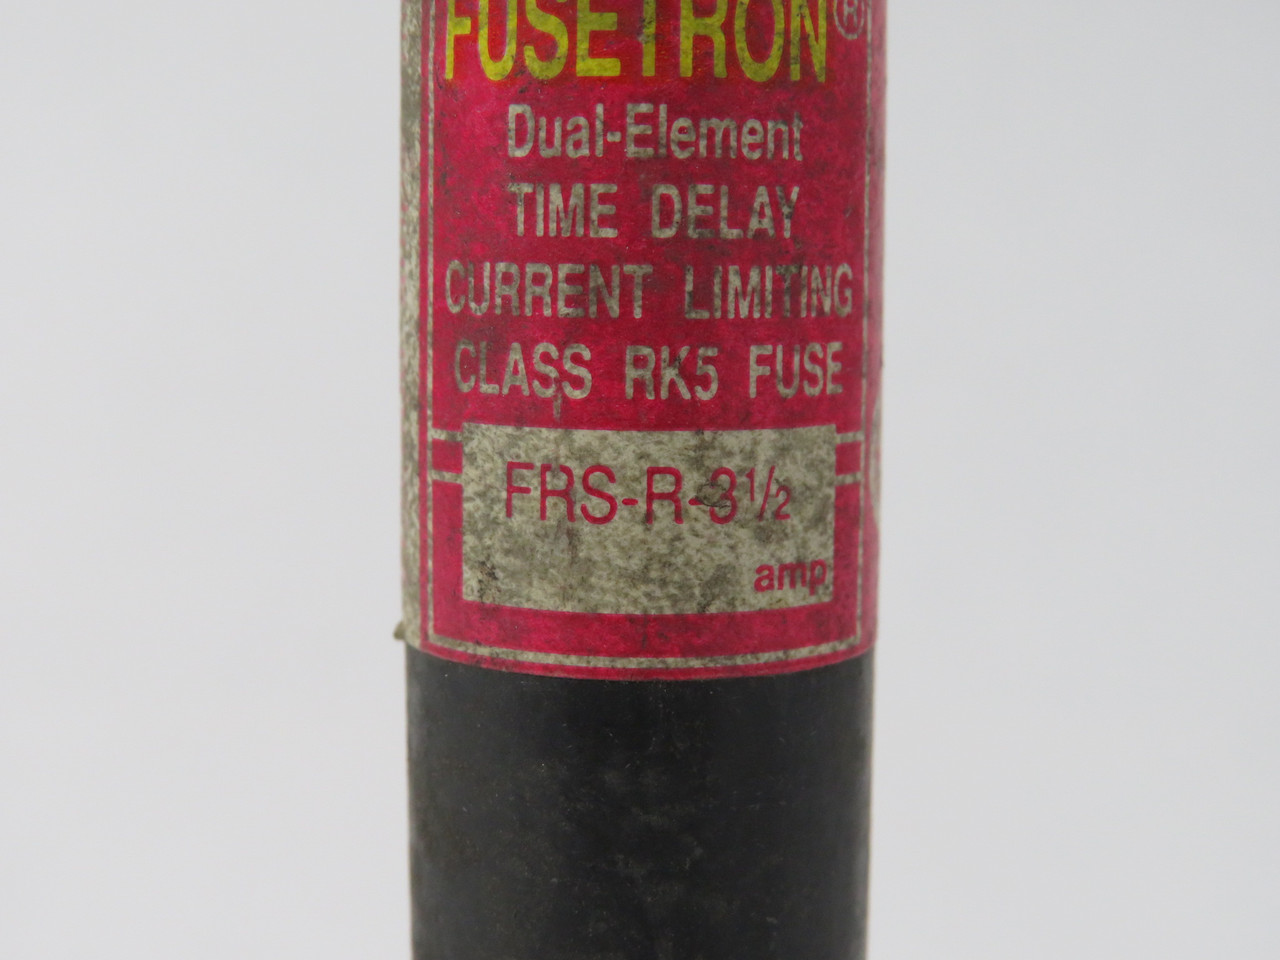 FUSETRON®
Dual-Element
TIME DELAY
CURRENT LIMITING
CLASS RK5 FUSE
FRS-R-3½
amp